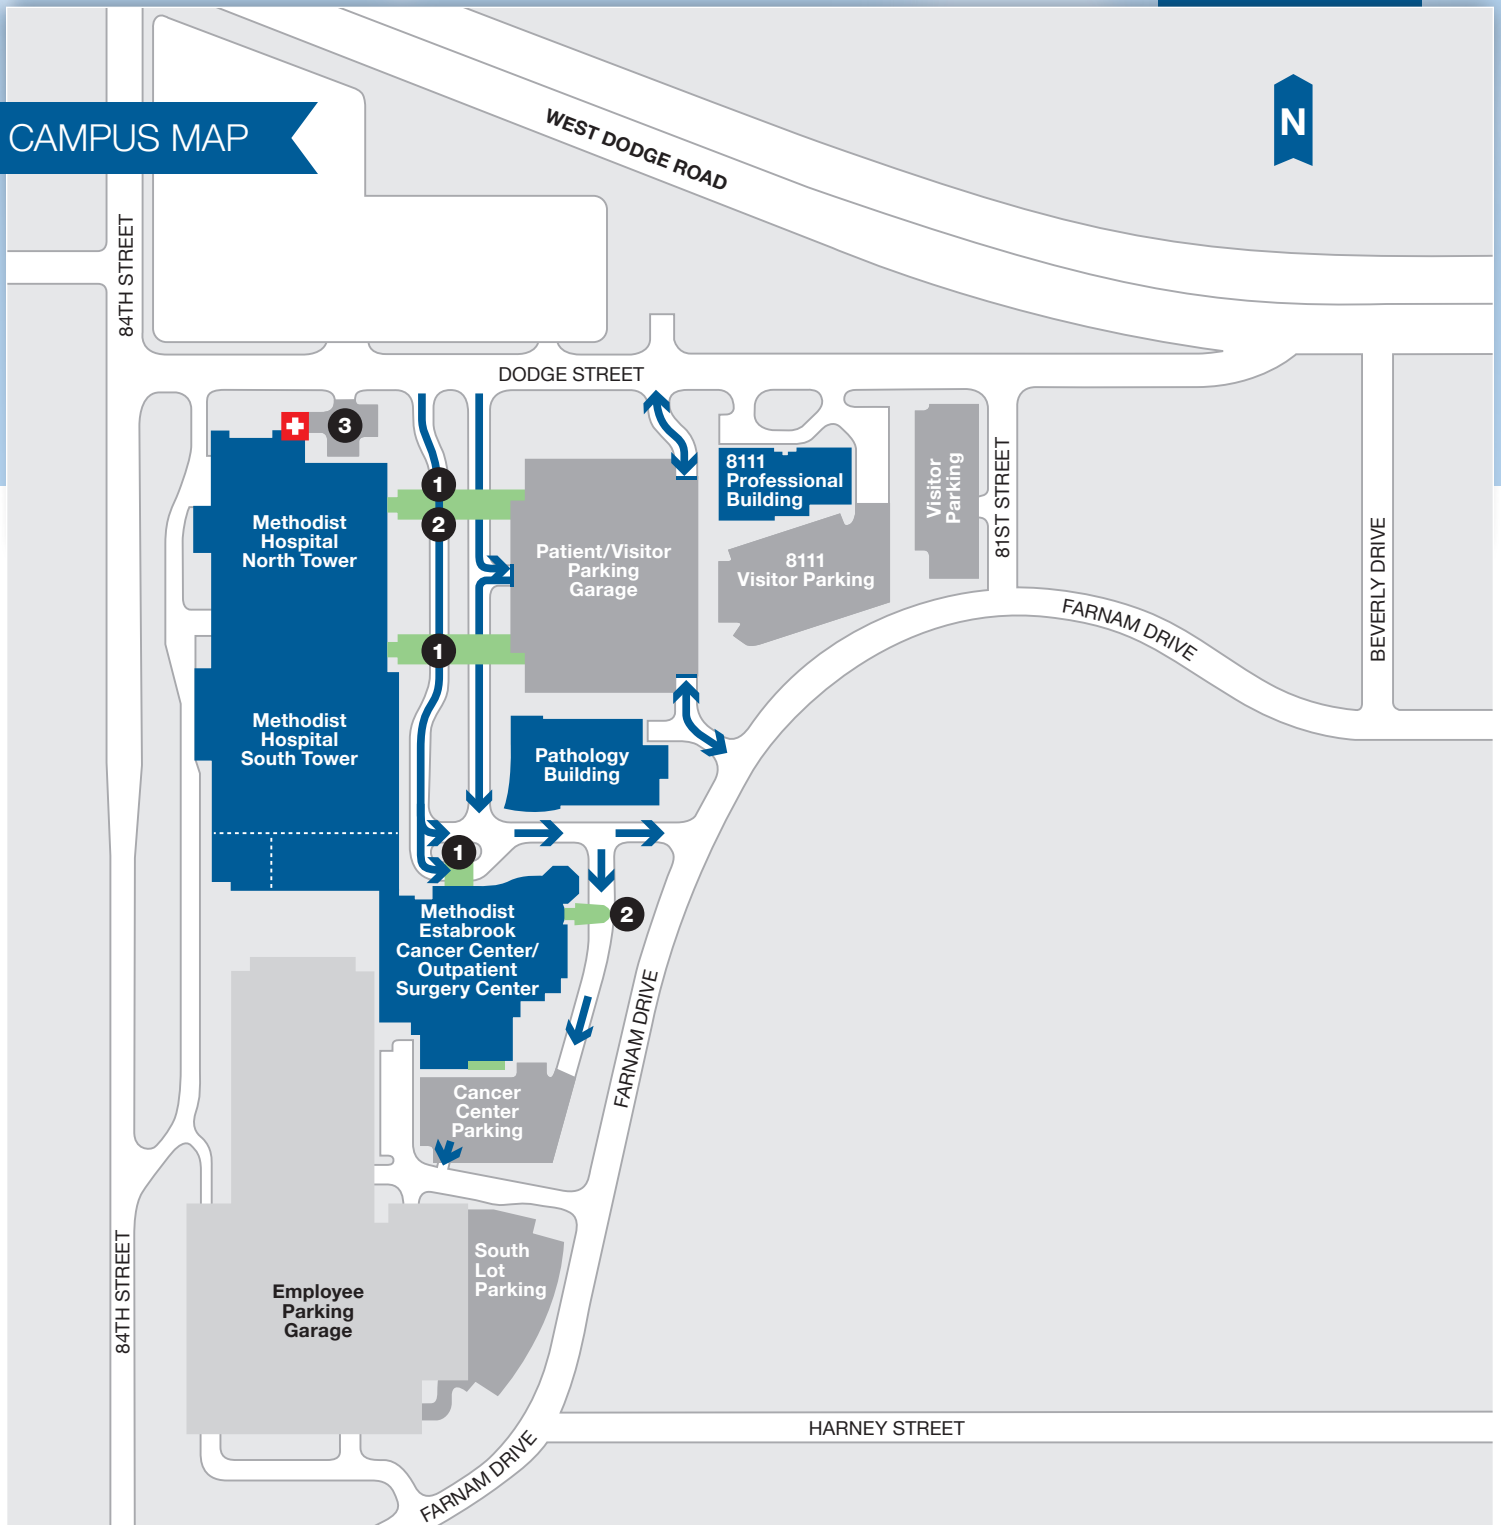 CAMPUS MAP
N
WEST DODGE ROAD
84TH STREET
DODGE STREET
3
1
2
8111
Professional
Building
Visitor
Parking
81ST STREET
Methodist
Hospital
North Tower
Patient/Visitor
Parking
Garage
8111
Visitor Parking
BEVERLY DRIVE
FARNAM DRIVE
1
Methodist
Hospital
South Tower
Pathology
Building
1
2
Methodist
Estabrook
Cancer Center/
Outpatient
Surgery Center
FARNAM DRIVE
Cancer
Center
Parking
84TH STREET
South
Lot
Parking
Employee
Parking
Garage
HARNEY STREET
FARNAM DRIVE